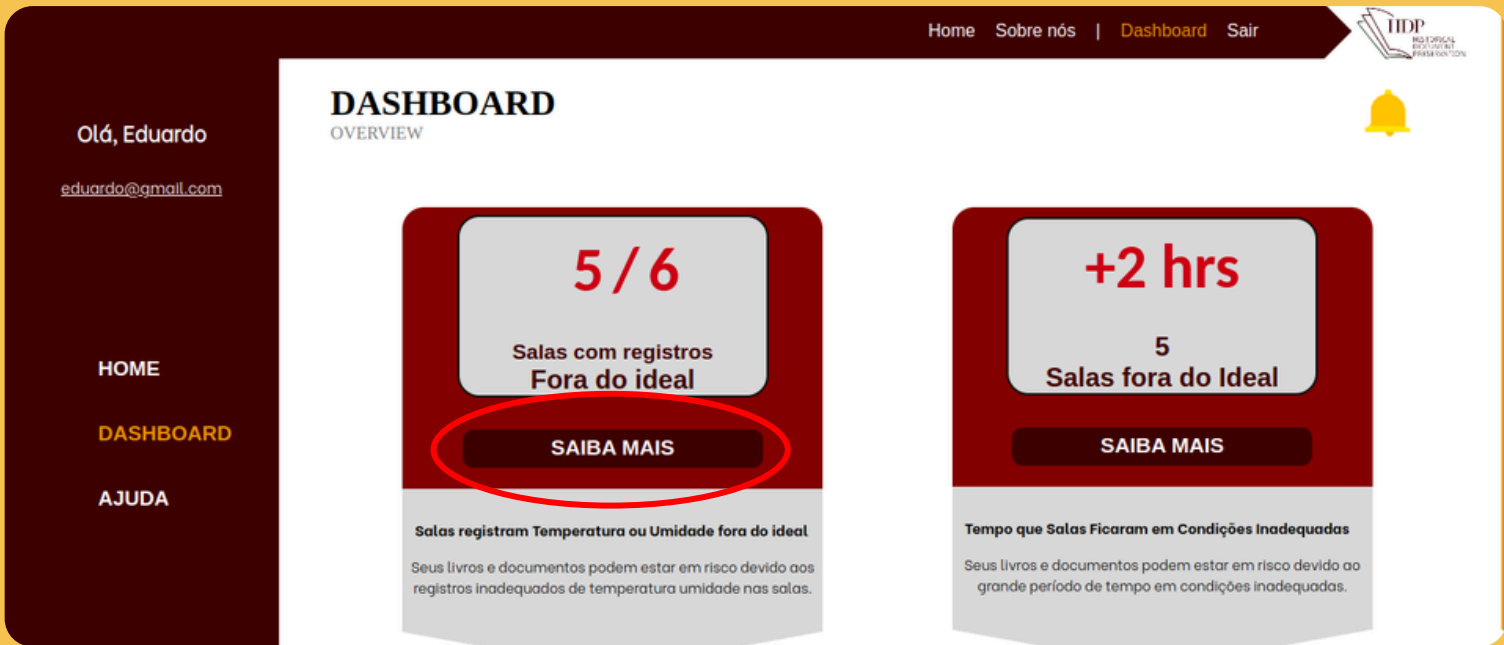 Home Sobre nós | Dashboard Sair
HDP
HISTORICAL
DOCUMENT
PRESERVATION
DASHBOARD
OVERVIEW
Olá, Eduardo
eduardo@gmail.com
HOME
DASHBOARD
AJUDA
5 / 6
Salas com registros
Fora do ideal
SAIBA MAIS
Salas registram Temperatura ou Umidade fora do ideal
Seus livros e documentos podem estar em risco devido aos
registros inadequados de temperatura umidade nas salas.
+2 hrs
5
Salas fora do Ideal
SAIBA MAIS
Tempo que Salas Ficaram em Condições Inadequadas
Seus livros e documentos podem estar em risco devido ao
grande período de tempo em condições inadequadas.